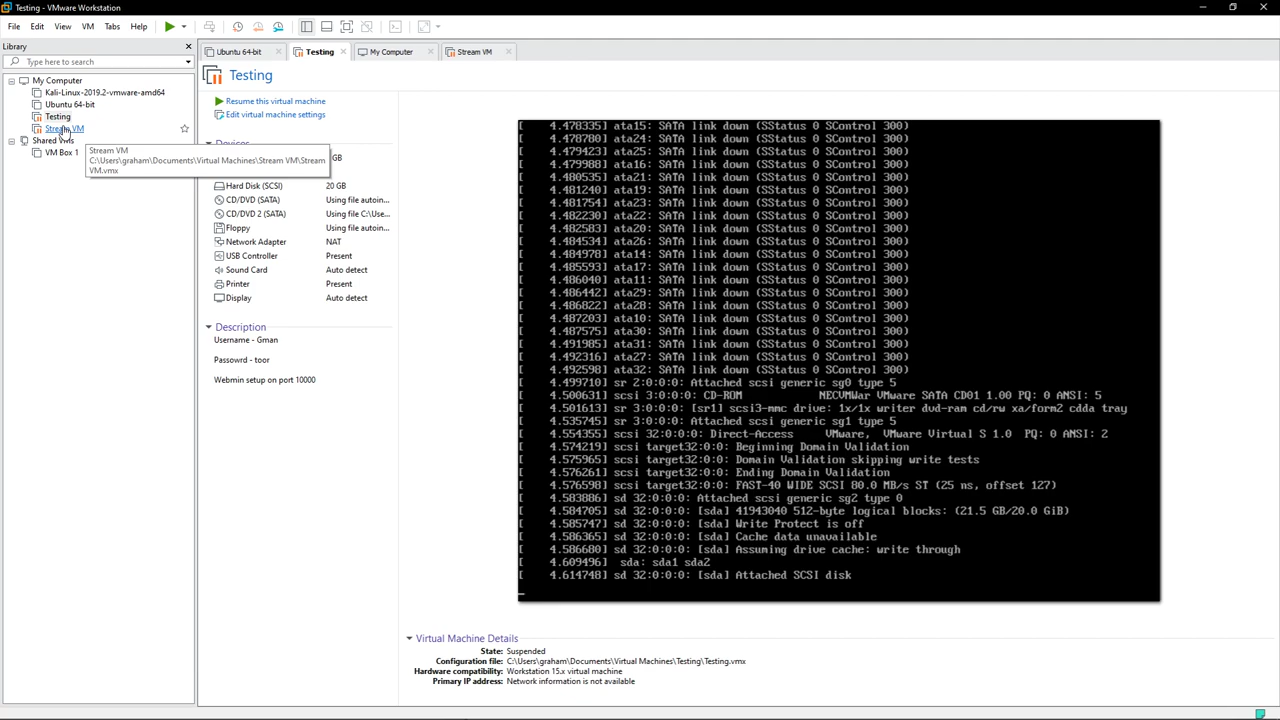 Testing - VMware Workstation
File Edit View VM Tabs Help
Library
Type here to search
My Computer
Kali-Linux-2019.2-vmware-amd64
Ubuntu 64-bit
Testing
Stream VM
Shared VMs
VM Box 1
Stream VM
C:\Users\graham\Documents\Virtual Machines\Stream VM\Stream
VM.vmx
Ubuntu 64-bit Testing My Computer Stream VM
Testing
Resume this virtual machine
Edit virtual machine settings
Devices
GB
Hard Disk (SCSI) 20 GB
CD/DVD (SATA) Using file autoin...
CD/DVD 2 (SATA) Using file C:\Use...
Floppy Using file autoin...
Network Adapter NAT
USB Controller Present
Sound Card Auto detect
Printer Present
Display Auto detect
Description
Username - Gman
Passowrd - toor
Webmin setup on port 10000
[ 4.478335] ata15: SATA link down (SStatus 0 SControl 300)
[ 4.478780] ata24: SATA link down (SStatus 0 SControl 300)
[ 4.479423] ata25: SATA link down (SStatus 0 SControl 300)
[ 4.479988] ata16: SATA link down (SStatus 0 SControl 300)
[ 4.480535] ata21: SATA link down (SStatus 0 SControl 300)
[ 4.481240] ata19: SATA link down (SStatus 0 SControl 300)
[ 4.481754] ata23: SATA link down (SStatus 0 SControl 300)
[ 4.482230] ata22: SATA link down (SStatus 0 SControl 300)
[ 4.482583] ata20: SATA link down (SStatus 0 SControl 300)
[ 4.484534] ata26: SATA link down (SStatus 0 SControl 300)
[ 4.484978] ata14: SATA link down (SStatus 0 SControl 300)
[ 4.485593] ata17: SATA link down (SStatus 0 SControl 300)
[ 4.486040] ata11: SATA link down (SStatus 0 SControl 300)
[ 4.486442] ata29: SATA link down (SStatus 0 SControl 300)
[ 4.486822] ata28: SATA link down (SStatus 0 SControl 300)
[ 4.487203] ata10: SATA link down (SStatus 0 SControl 300)
[ 4.487575] ata30: SATA link down (SStatus 0 SControl 300)
[ 4.491985] ata31: SATA link down (SStatus 0 SControl 300)
[ 4.492316] ata27: SATA link down (SStatus 0 SControl 300)
[ 4.492598] ata32: SATA link down (SStatus 0 SControl 300)
[ 4.499710] sr 2:0:0:0: Attached scsi generic sg0 type 5
[ 4.500631] scsi 3:0:0:0: CD-ROM NECVMWar VMware SATA CD01 1.00 PQ: 0 ANSI: 5
[ 4.501613] sr 3:0:0:0: [sr1] scsi3-mmc drive: 1x/1x writer dvd-ram cd/rw xa/form2 cdda tray
[ 4.535745] sr 3:0:0:0: Attached scsi generic sg1 type 5
[ 4.554355] scsi 32:0:0:0: Direct-Access VMware, VMware Virtual S 1.0 PQ: 0 ANSI: 2
[ 4.574219] scsi target32:0:0: Beginning Domain Validation
[ 4.575965] scsi target32:0:0: Domain Validation skipping write tests
[ 4.576261] scsi target32:0:0: Ending Domain Validation
[ 4.576598] scsi target32:0:0: FAST-40 WIDE SCSI 80.0 MB/s ST (25 ns, offset 127)
[ 4.583886] sd 32:0:0:0: Attached scsi generic sg2 type 0
[ 4.584705] sd 32:0:0:0: [sda] 41943040 512-byte logical blocks: (21.5 GB/20.0 GiB)
[ 4.585747] sd 32:0:0:0: [sda] Write Protect is off
[ 4.586365] sd 32:0:0:0: [sda] Cache data unavailable
[ 4.586680] sd 32:0:0:0: [sda] Assuming drive cache: write through
[ 4.609496] sda: sda1 sda2
[ 4.614748] sd 32:0:0:0: [sda] Attached SCSI disk
Virtual Machine Details
State: Suspended
Configuration file: C:\Users\graham\Documents\Virtual Machines\Testing\Testing.vmx
Hardware compatibility: Workstation 15.x virtual machine
Primary IP address: Network information is not available